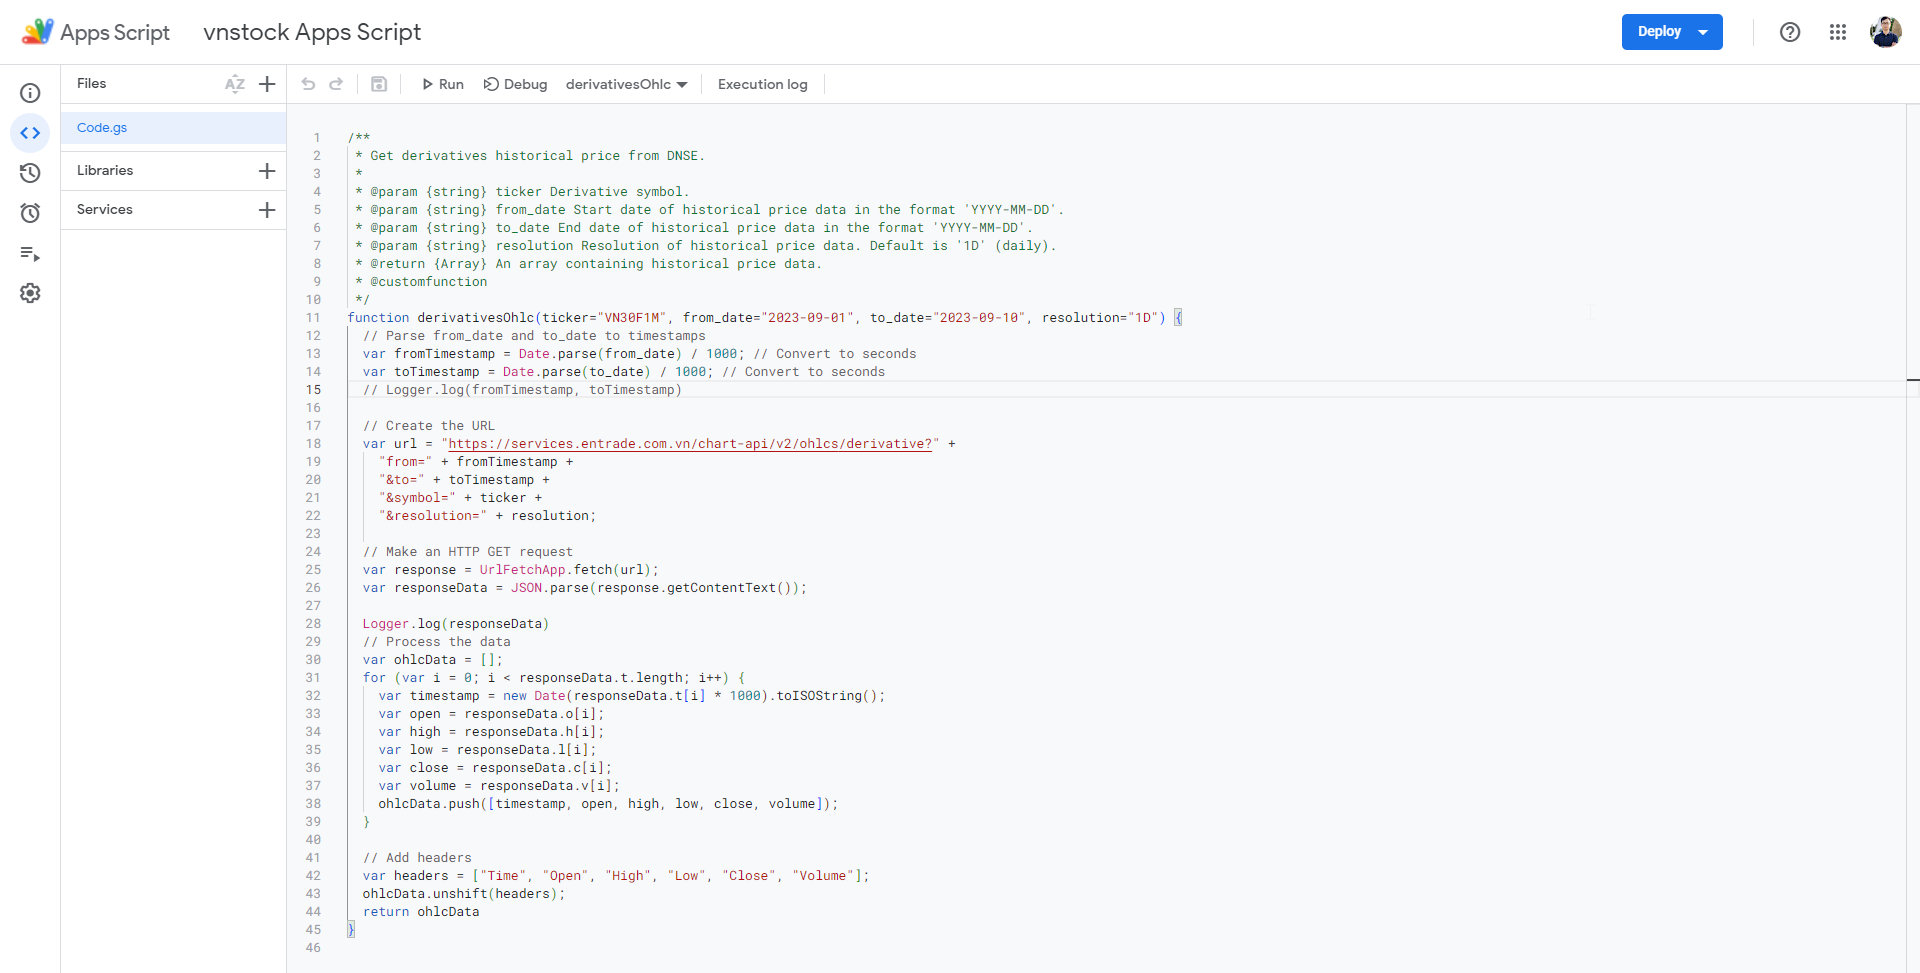 Apps Script
vnstock Apps Script
Deploy
Files
AZ
Run
Debug
derivativesOhlc
Execution log
Code.gs
Libraries
Services
1 /**
2  * Get derivatives historical price from DNSE.
3  *
4  * @param {string} ticker Derivative symbol.
5  * @param {string} from_date Start date of historical price data in the format 'YYYY-MM-DD'.
6  * @param {string} to_date End date of historical price data in the format 'YYYY-MM-DD'.
7  * @param {string} resolution Resolution of historical price data. Default is '1D' (daily).
8  * @return {Array} An array containing historical price data.
9  * @customfunction
10  */
11 function derivativesOhlc(ticker="VN30F1M", from_date="2023-09-01", to_date="2023-09-10", resolution="1D") {
12   // Parse from_date and to_date to timestamps
13   var fromTimestamp = Date.parse(from_date) / 1000; // Convert to seconds
14   var toTimestamp = Date.parse(to_date) / 1000; // Convert to seconds
15   // Logger.log(fromTimestamp, toTimestamp)
16
17   // Create the URL
18   var url = "https://services.entrade.com.vn/chart-api/v2/ohlcs/derivative?" +
19     "from=" + fromTimestamp +
20     "&to=" + toTimestamp +
21     "&symbol=" + ticker +
22     "&resolution=" + resolution;
23
24   // Make an HTTP GET request
25   var response = UrlFetchApp.fetch(url);
26   var responseData = JSON.parse(response.getContentText());
27
28   Logger.log(responseData)
29   // Process the data
30   var ohlcData = [];
31   for (var i = 0; i < responseData.t.length; i++) {
32     var timestamp = new Date(responseData.t[i] * 1000).toISOString();
33     var open = responseData.o[i];
34     var high = responseData.h[i];
35     var low = responseData.l[i];
36     var close = responseData.c[i];
37     var volume = responseData.v[i];
38     ohlcData.push([timestamp, open, high, low, close, volume]);
39   }
40
41   // Add headers
42   var headers = ["Time", "Open", "High", "Low", "Close", "Volume"];
43   ohlcData.unshift(headers);
44   return ohlcData
45 }
46